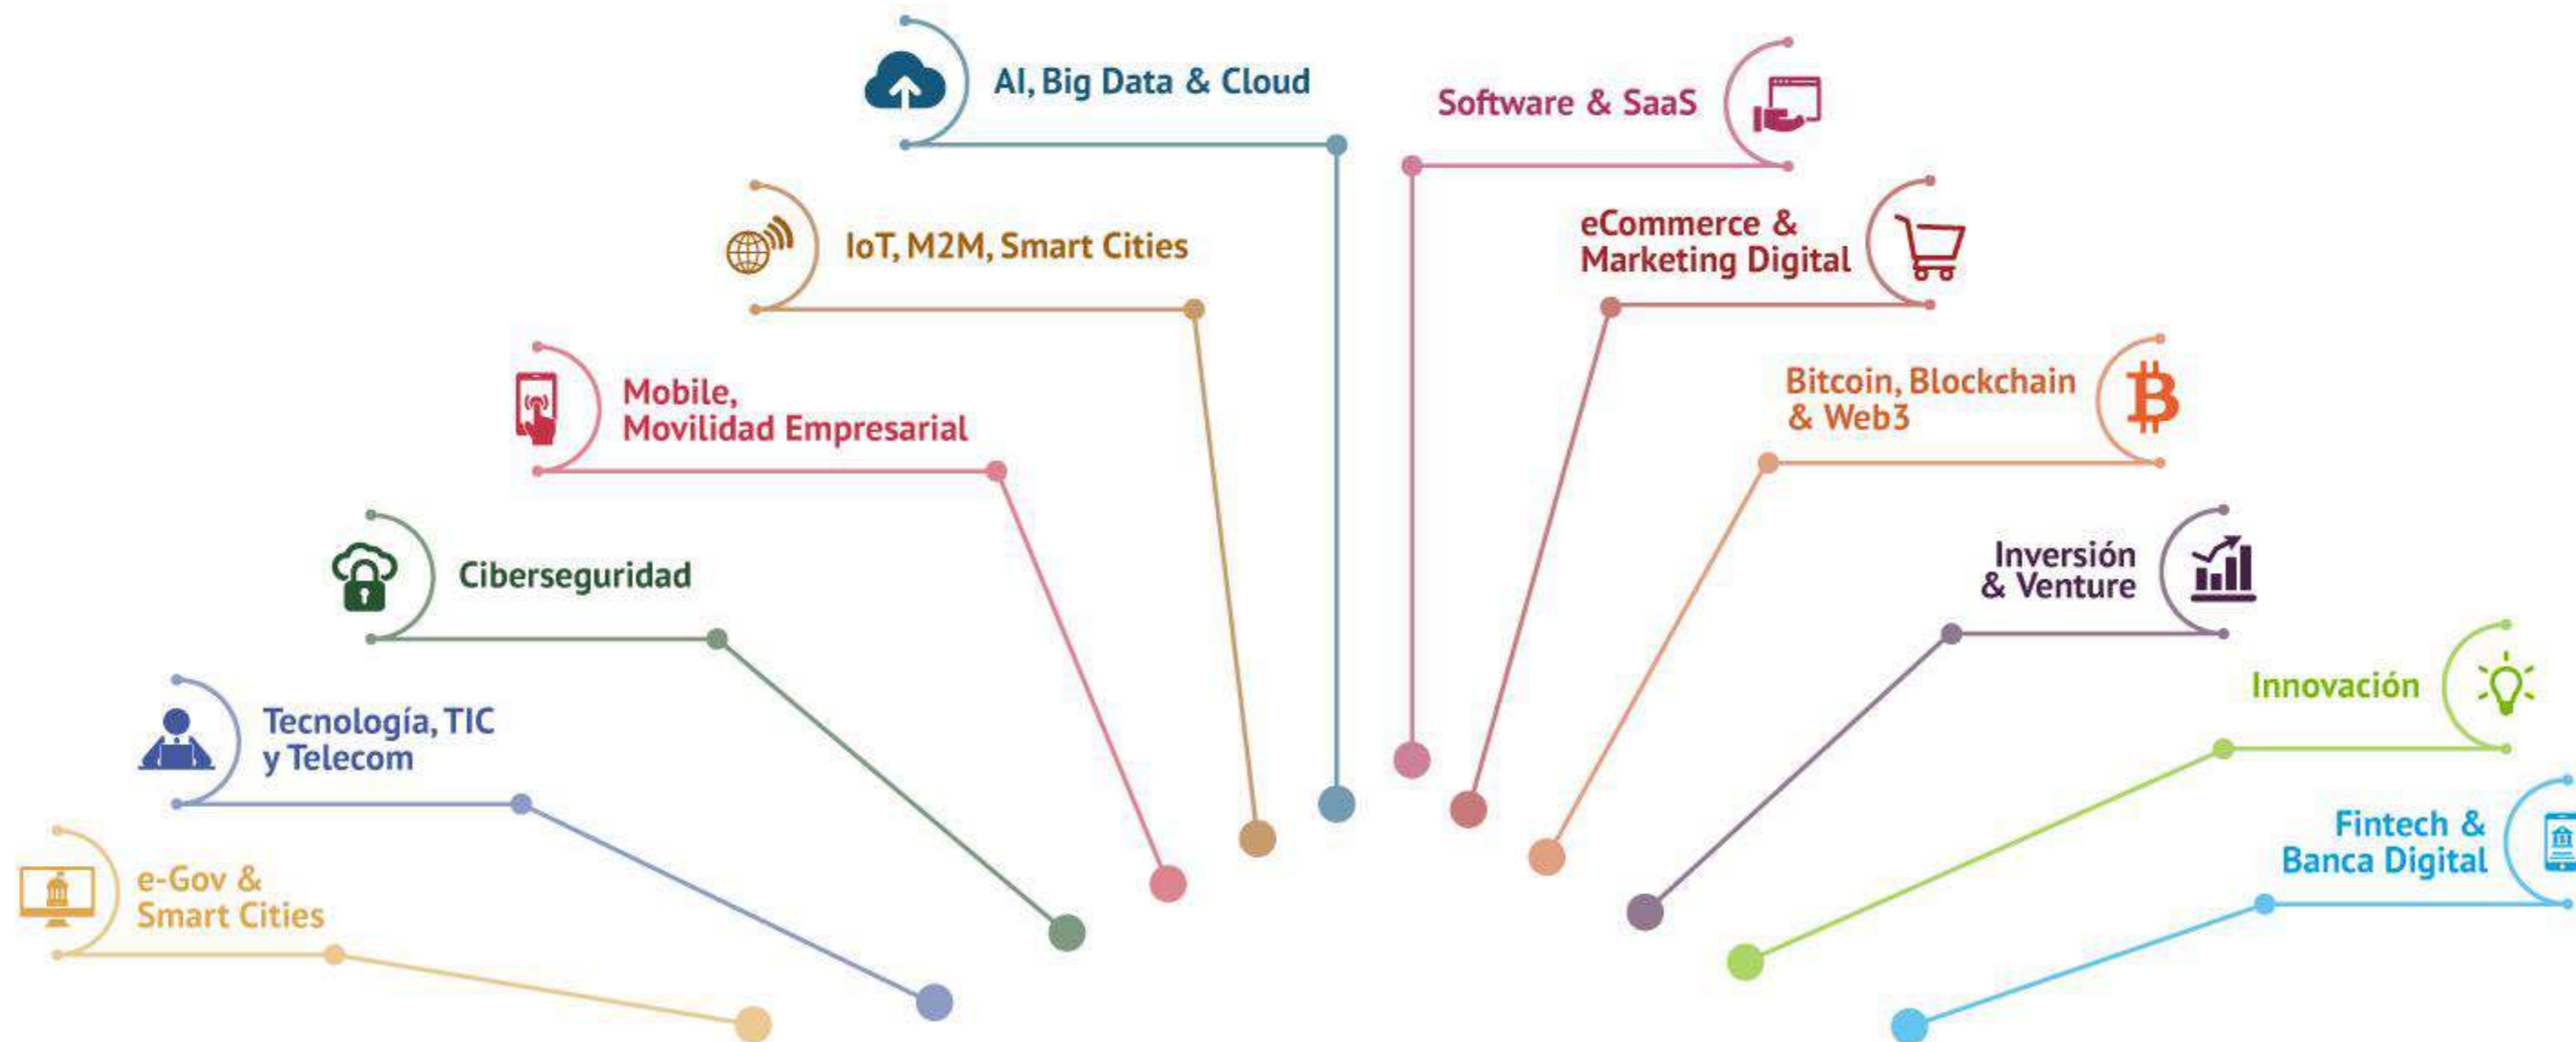 AI, Big Data & Cloud
Software & SaaS
IoT, M2M, Smart Cities
eCommerce &
Marketing Digital
Mobile,
Movilidad Empresarial
Bitcoin, Blockchain
& Web3
Ciberseguridad
Inversión
& Venture
Tecnología, TIC
y Telecom
Innovación
e-Gov &
Smart Cities
Fintech &
Banca Digital